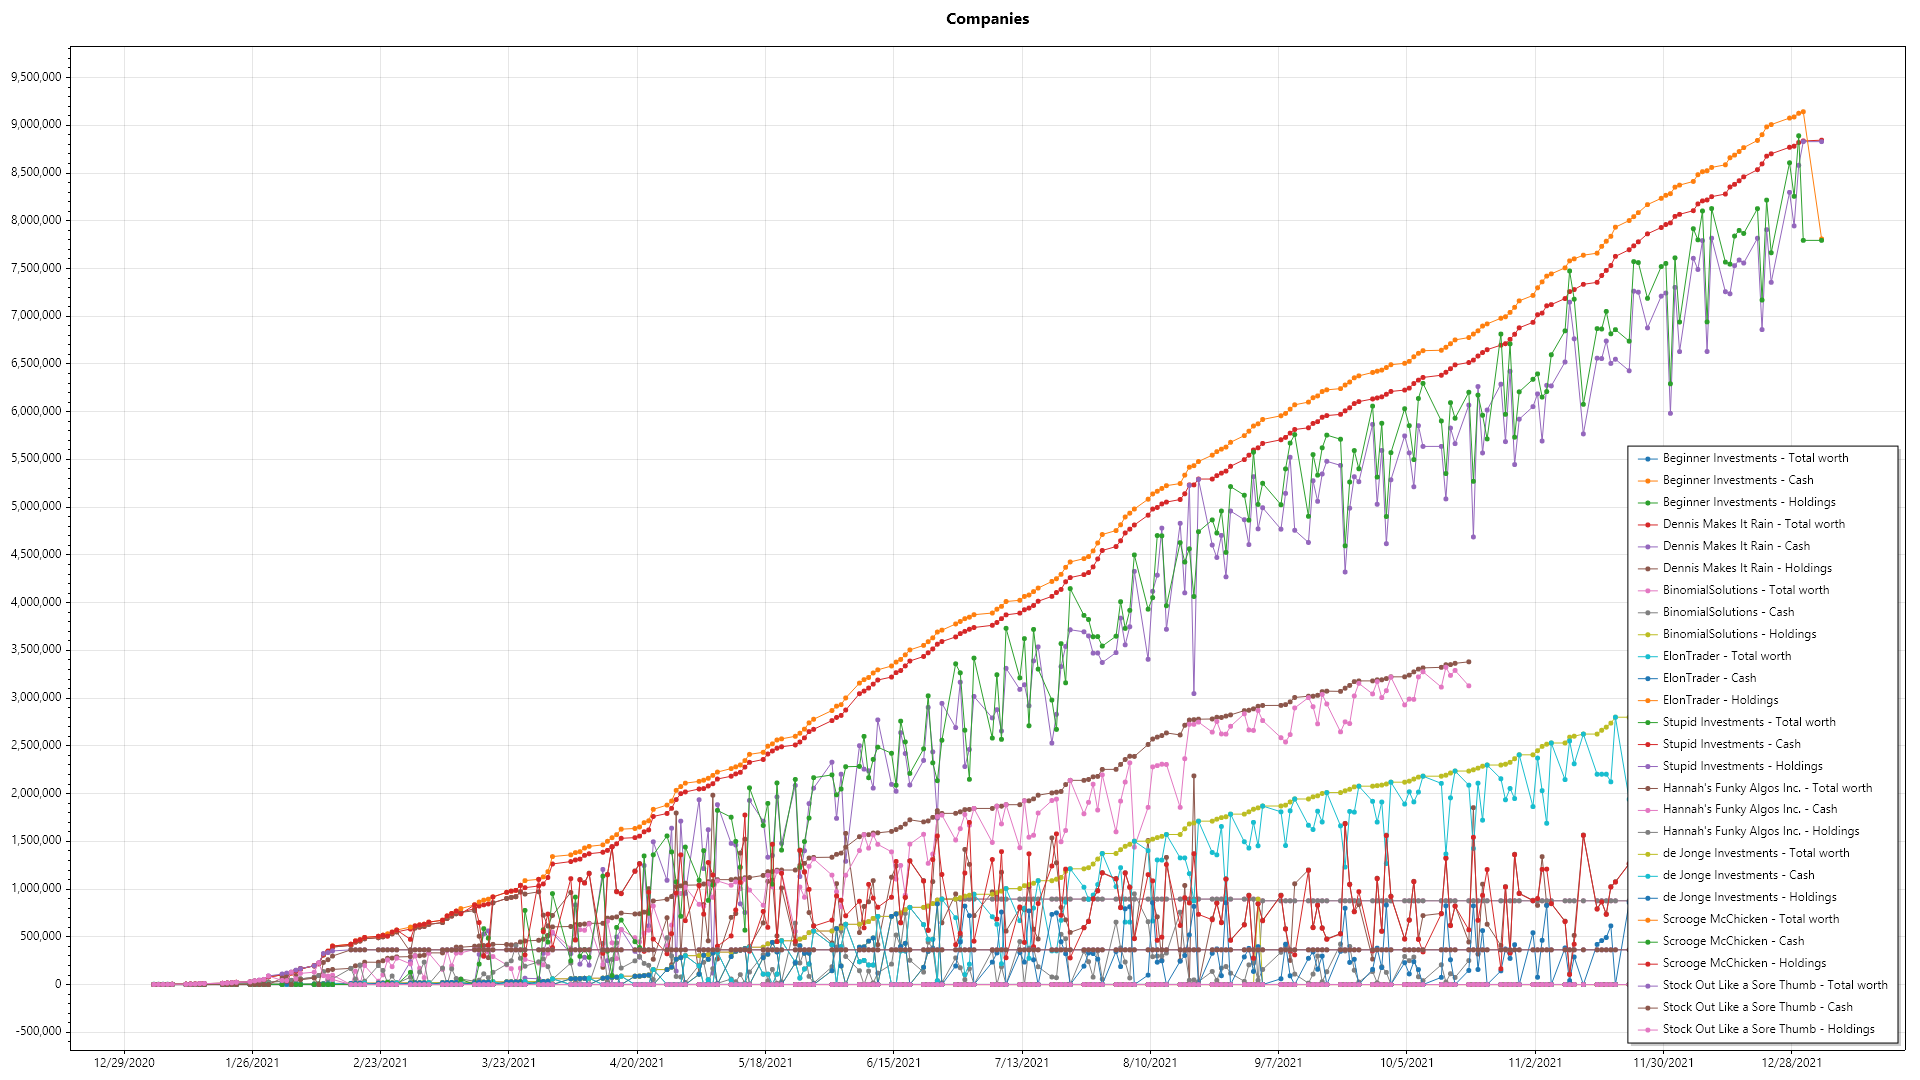 Companies
9,500,000
9,000,000
8,500,000
8,000,000
7,500,000
7,000,000
6,500,000
6,000,000
5,500,000
5,000,000
4,500,000
4,000,000
3,500,000
3,000,000
2,500,000
2,000,000
1,500,000
1,000,000
500,000
0
-500,000
12/29/2020
1/26/2021
2/23/2021
3/23/2021
4/20/2021
5/18/2021
6/15/2021
7/13/2021
8/10/2021
9/7/2021
10/5/2021
11/2/2021
11/30/2021
12/28/2021
Beginner Investments - Total worth
Beginner Investments - Cash
Beginner Investments - Holdings
Dennis Makes It Rain - Total worth
Dennis Makes It Rain - Cash
Dennis Makes It Rain - Holdings
BinomialSolutions - Total worth
BinomialSolutions - Cash
BinomialSolutions - Holdings
ElonTrader - Total worth
ElonTrader - Cash
ElonTrader - Holdings
Stupid Investments - Total worth
Stupid Investments - Cash
Stupid Investments - Holdings
Hannah's Funky Algos Inc. - Total worth
Hannah's Funky Algos Inc. - Cash
Hannah's Funky Algos Inc. - Holdings
de Jonge Investments - Total worth
de Jonge Investments - Cash
de Jonge Investments - Holdings
Scrooge McChicken - Total worth
Scrooge McChicken - Cash
Scrooge McChicken - Holdings
Stock Out Like a Sore Thumb - Total worth
Stock Out Like a Sore Thumb - Cash
Stock Out Like a Sore Thumb - Holdings